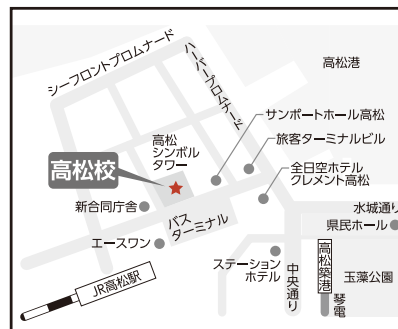 シーフロントプロムナード
ハーバープロムナード
高松港
サンポートホール高松
高松
シンボル
タワー
旅客ターミナルビル
高松校
全日空ホテル
クレメント高松
新合同庁舎
水城通り
バス
ターミナル
県民ホール
エースワン
ステーション
ホテル
中央通り
高松築港
玉藻公園
JR高松駅
琴電